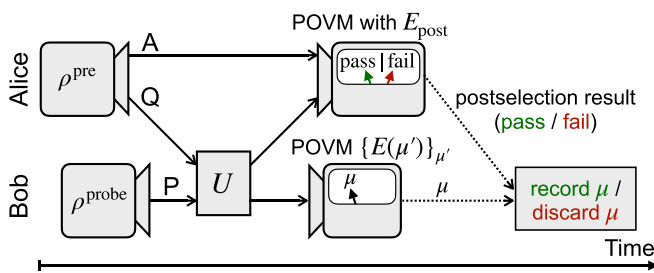 POVM with E_post
Alice
ρ^pre
A
Q
pass | fail
postselection result
(pass / fail)
POVM {E(μ')}_μ'
Bob
ρ^probe
P
U
μ
μ
record μ /
discard μ
Time